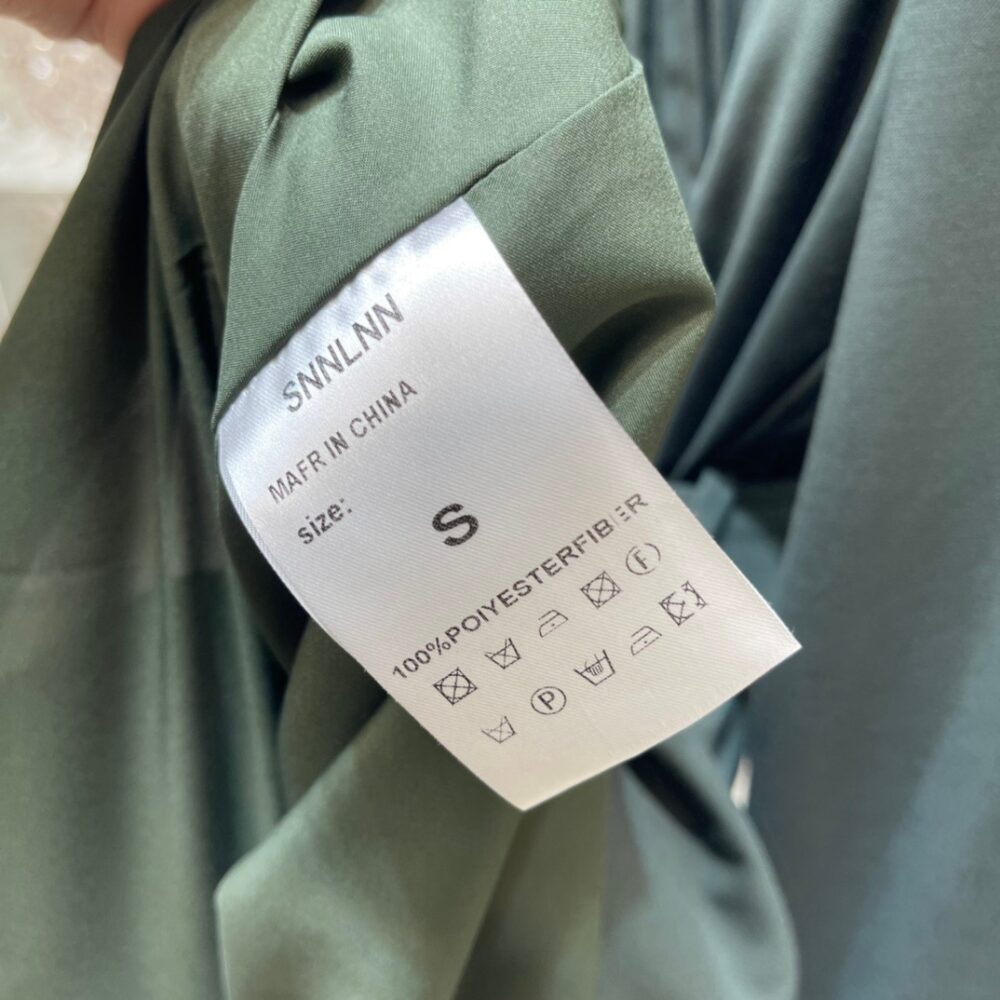 SNNLNN
MAFR IN CHINA
size:
S
100%POIYESTERFIBER
F
P